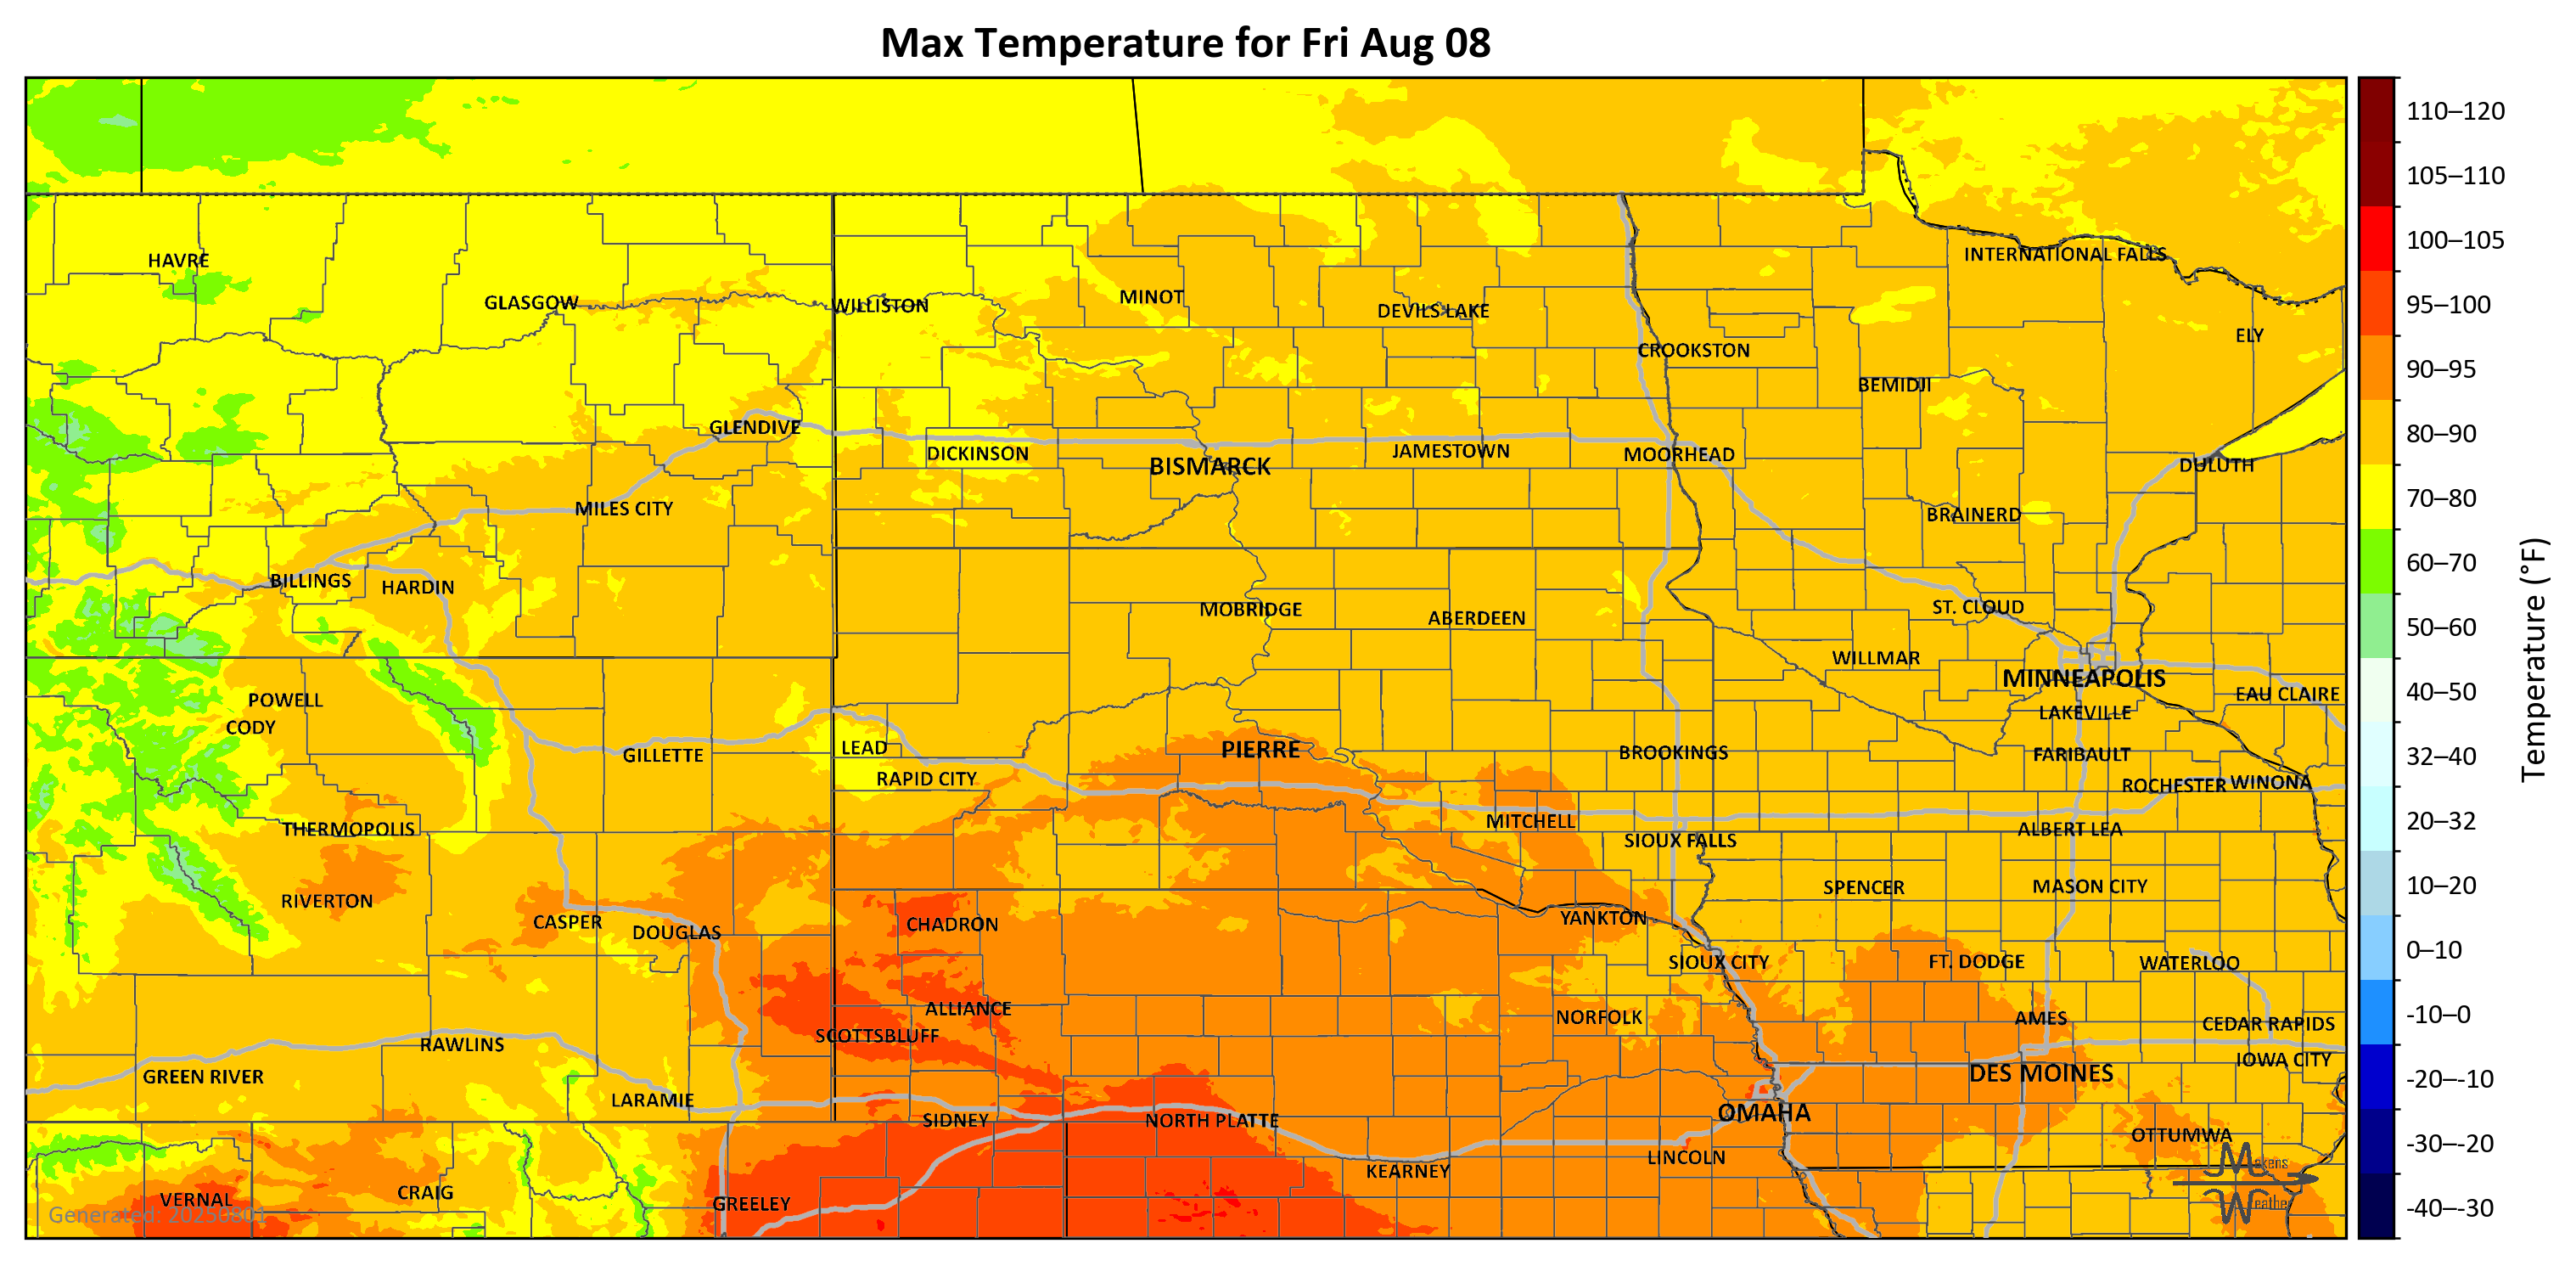 Max Temperature for Fri Aug 08
110–120
105–110
100–105
95–100
90–95
80–90
70–80
60–70
50–60
40–50
32–40
20–32
10–20
0–10
-10–0
-20–-10
-30–-20
-40–-30
Temperature (°F)
HAVRE
GLASGOW
WILLISTON
MINOT
DEVILS LAKE
INTERNATIONAL FALLS
ELY
CROOKSTON
BEMIDJI
GLENDIVE
DICKINSON
BISMARCK
JAMESTOWN
MOORHEAD
DULUTH
MILES CITY
BRAINERD
BILLINGS
HARDIN
MOBRIDGE
ABERDEEN
ST. CLOUD
WILLMAR
MINNEAPOLIS
EAU CLAIRE
POWELL
CODY
LAKEVILLE
GILLETTE
LEAD
PIERRE
BROOKINGS
FARIBAULT
RAPID CITY
ROCHESTER
WINONA
THERMOPOLIS
MITCHELL
SIOUX FALLS
ALBERT LEA
RIVERTON
SPENCER
MASON CITY
CASPER
DOUGLAS
CHADRON
YANKTON
SIOUX CITY
FT. DODGE
WATERLOO
ALLIANCE
NORFOLK
AMES
CEDAR RAPIDS
SCOTTSBLUFF
RAWLINS
IOWA CITY
GREEN RIVER
DES MOINES
LARAMIE
SIDNEY
NORTH PLATTE
OMAHA
OTTUMWA
KEARNEY
LINCOLN
VERNAL
CRAIG
GREELEY
Generated: 20250801
Makens
Weather